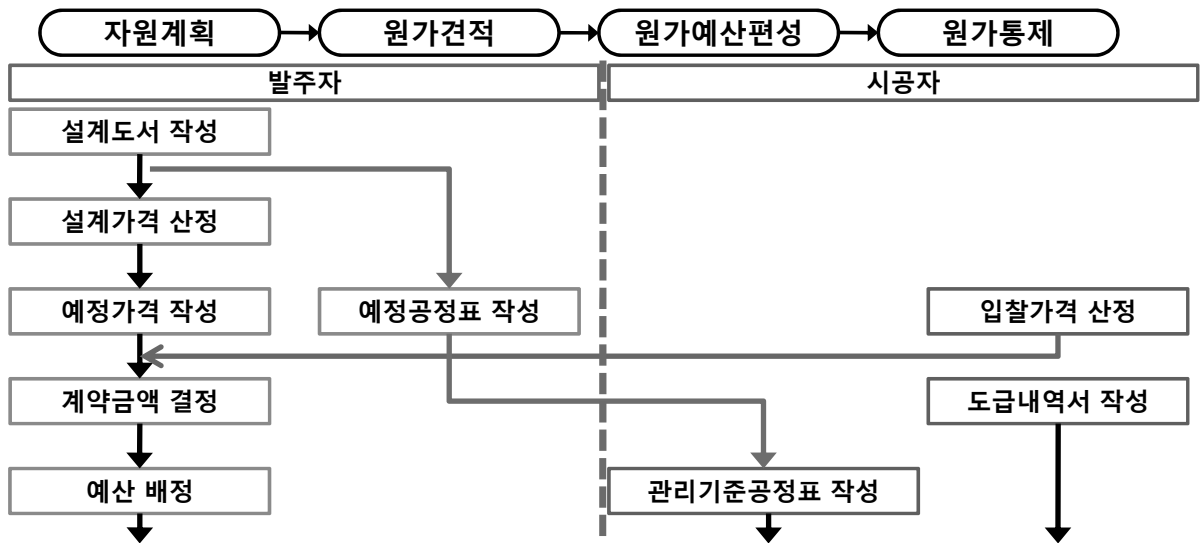 자원계획 원가견적 원가예산편성 원가통제
발주자 시공자
설계도서 작성
설계가격 산정
예정가격 작성 예정공정표 작성 입찰가격 산정
계약금액 결정 도급내역서 작성
예산 배정 관리기준공정표 작성